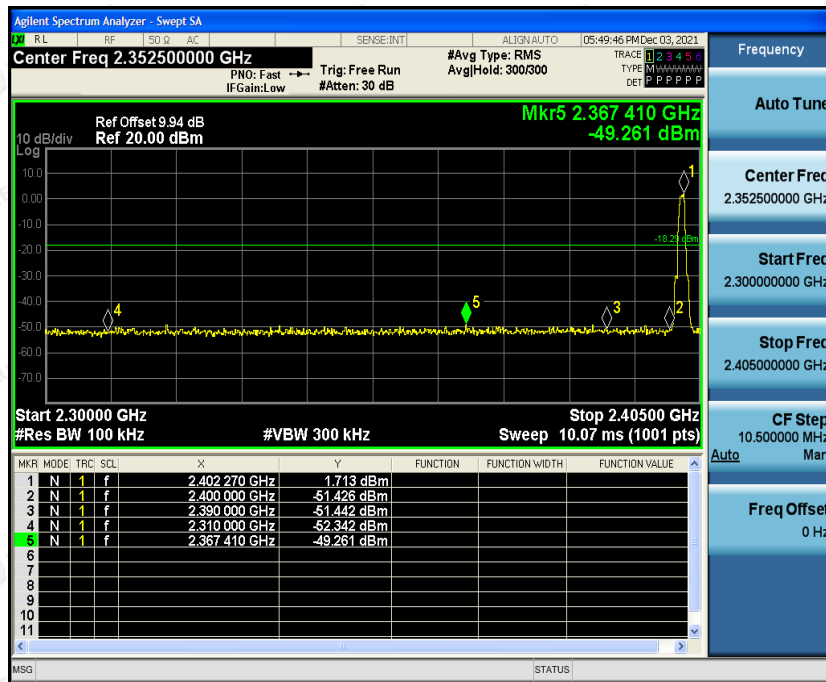 Agilent Spectrum Analyzer - Swept SA
LXI RL RF 50 Ω AC SENSE:INT ALIGN AUTO 05:49:46 PM Dec 03, 2021
Center Freq 2.352500000 GHz
PNO: Fast
IFGain:Low
Trig: Free Run
#Atten: 30 dB
#Avg Type: RMS
Avg|Hold: 300/300
TRACE 1 2 3 4 5 6
TYPE M
DET P P P P P P
Ref Offset 9.94 dB
10 dB/div Ref 20.00 dBm
Log
Mkr5 2.367 410 GHz
-49.261 dBm
10.0
0.00
-10.0
-20.0
-30.0
-40.0
-50.0
-60.0
-70.0
1
-18.29 dBm
4
5
3
2
Start 2.30000 GHz Stop 2.40500 GHz
#Res BW 100 kHz #VBW 300 kHz Sweep 10.07 ms (1001 pts)
MKR MODE TRC SCL X Y FUNCTION FUNCTION WIDTH FUNCTION VALUE
1 N 1 f 2.402 270 GHz 1.713 dBm
2 N 1 f 2.400 000 GHz -51.426 dBm
3 N 1 f 2.390 000 GHz -51.442 dBm
4 N 1 f 2.310 000 GHz -52.342 dBm
5 N 1 f 2.367 410 GHz -49.261 dBm
6
7
8
9
10
11
MSG STATUS
Frequency
Auto Tune
Center Freq
2.352500000 GHz
Start Freq
2.300000000 GHz
Stop Freq
2.405000000 GHz
CF Step
10.500000 MHz
Auto Man
Freq Offset
0 Hz